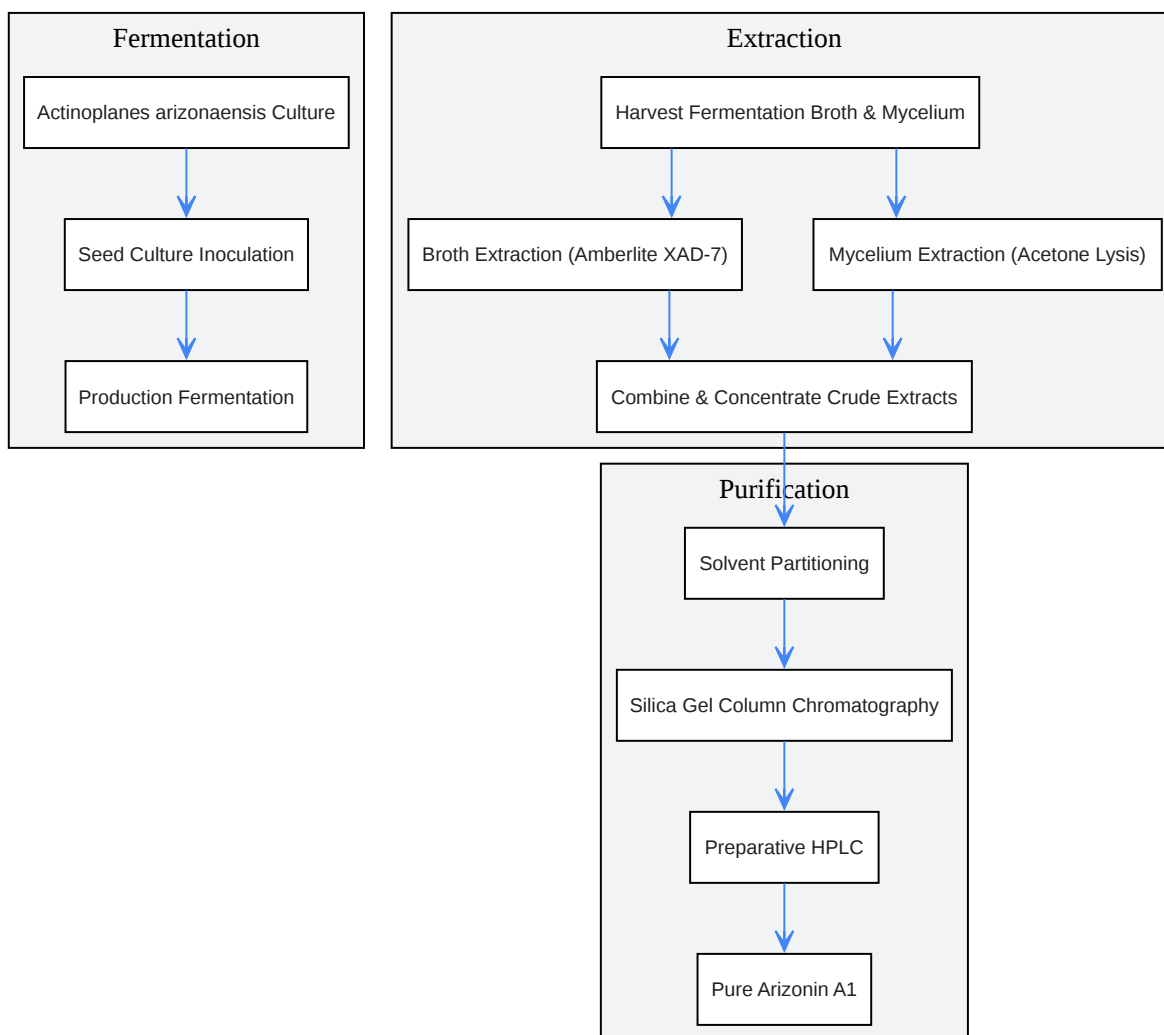 Fermentation
Actinoplanes arizonaensis Culture
Seed Culture Inoculation
Production Fermentation
Extraction
Harvest Fermentation Broth & Mycelium
Broth Extraction (Amberlite XAD-7)
Mycelium Extraction (Acetone Lysis)
Combine & Concentrate Crude Extracts
Purification
Solvent Partitioning
Silica Gel Column Chromatography
Preparative HPLC
Pure Arizonin A1